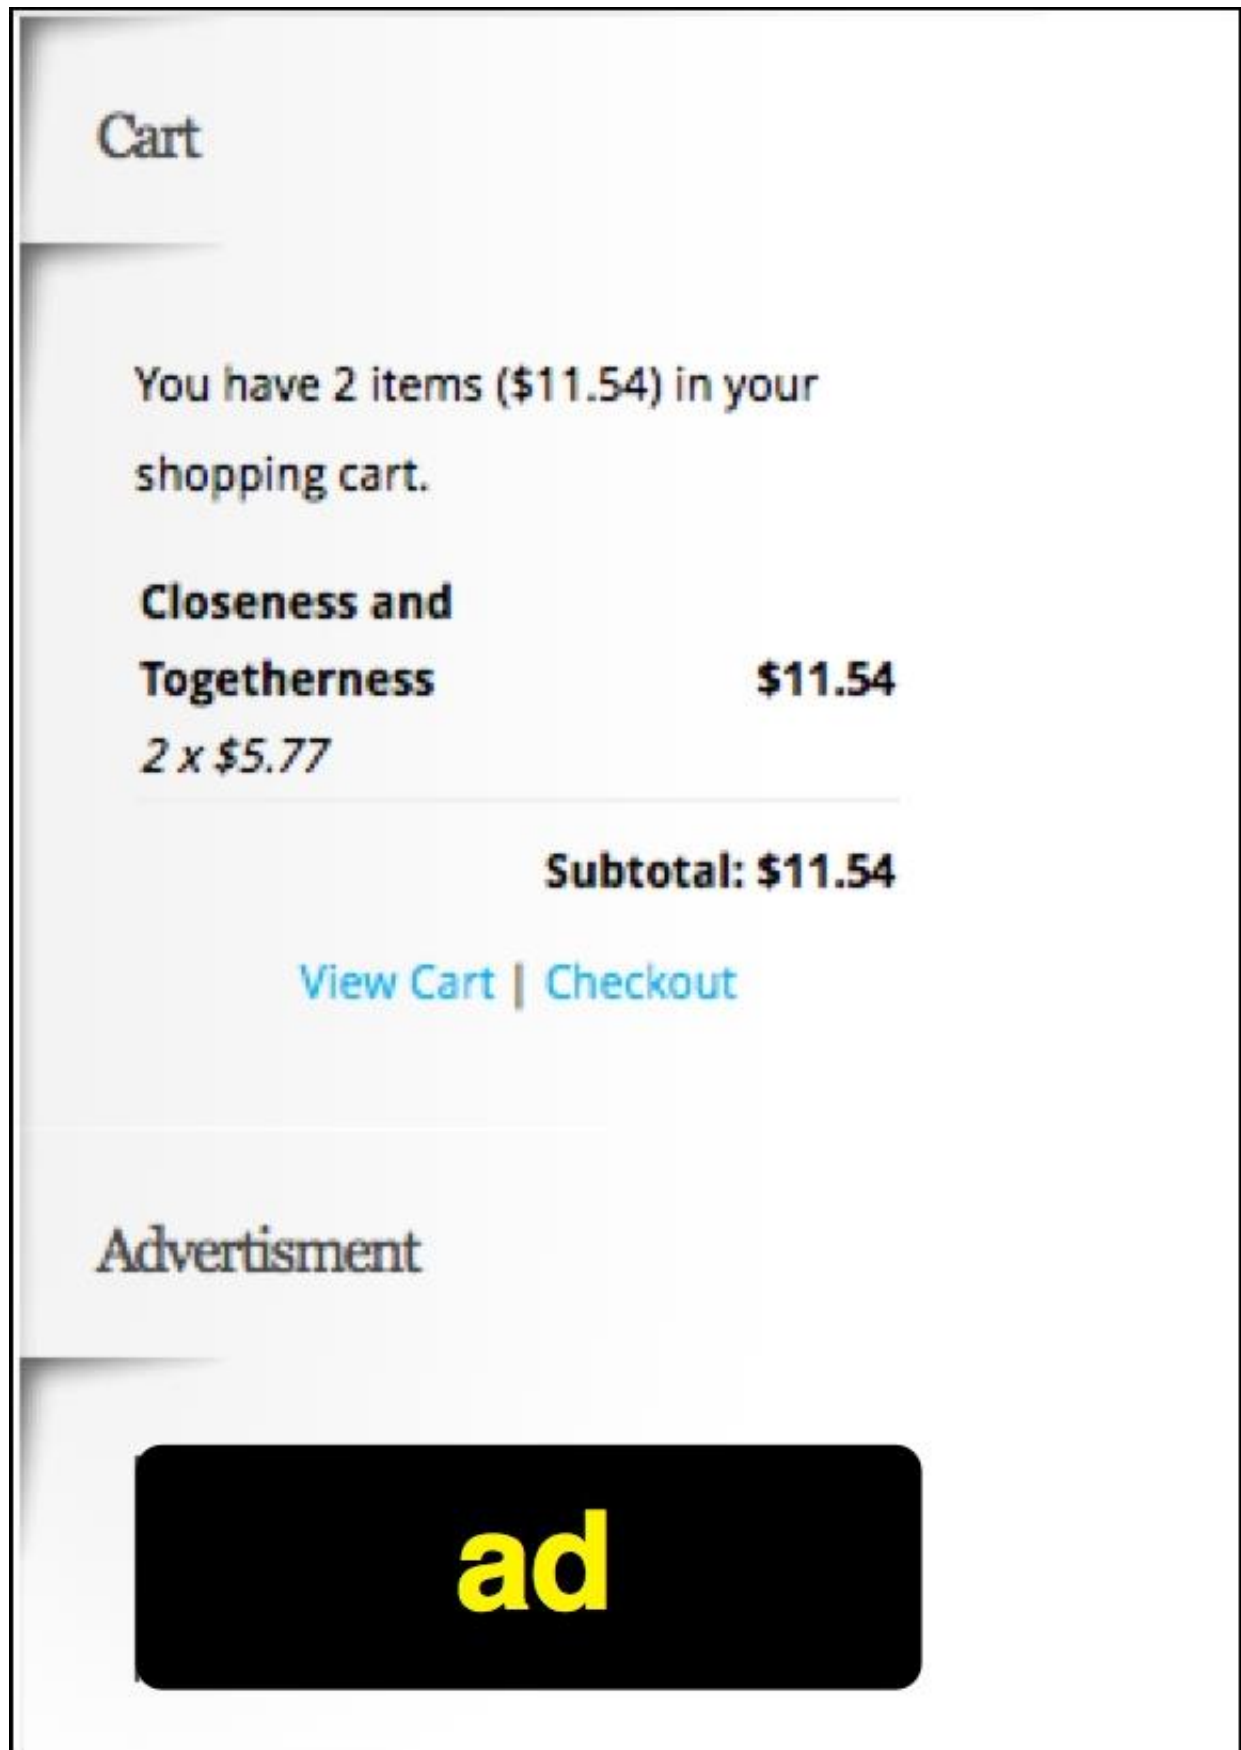 Cart
You have 2 items ($11.54) in your
shopping cart.
Closeness and
Togetherness $11.54
2 x $5.77
Subtotal: $11.54
View Cart | Checkout
Advertisment
ad